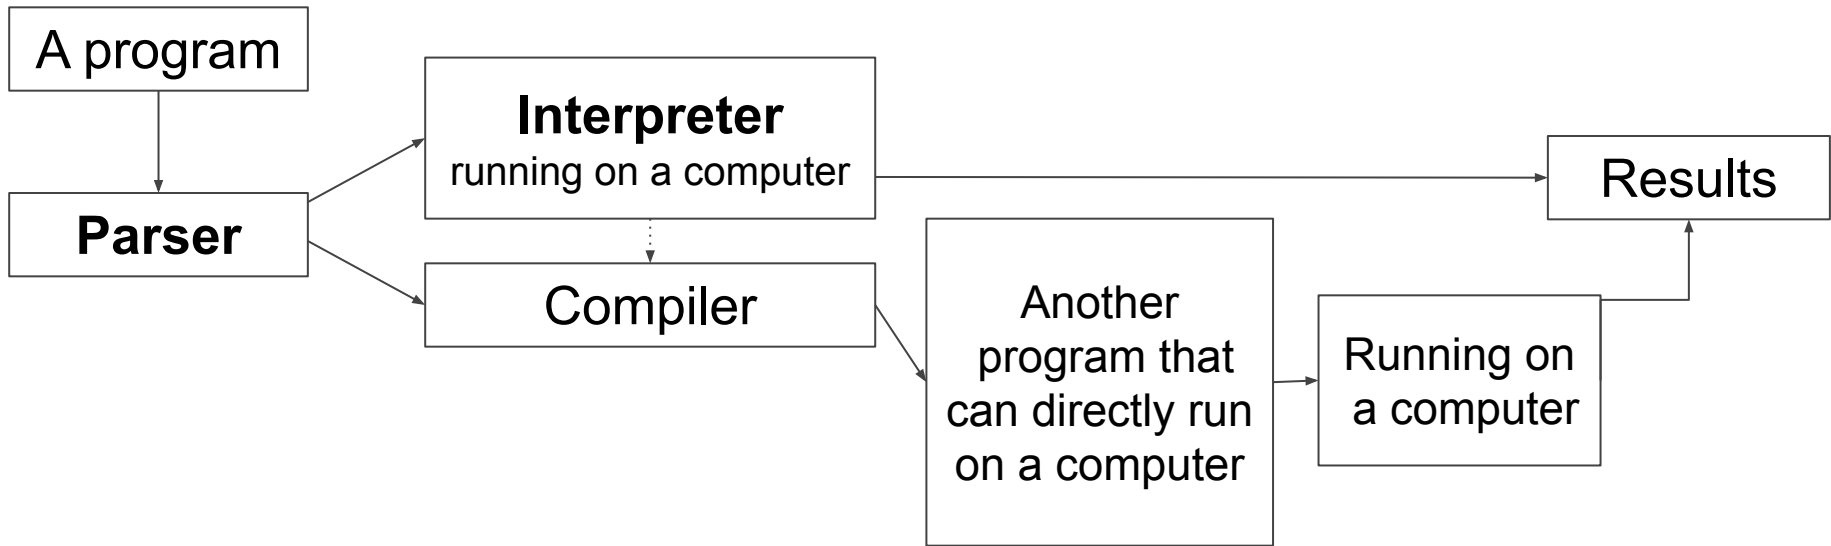 A program
Parser
Interpreter
running on a computer
Compiler
Another
program that
can directly run
on a computer
Running on
a computer
Results